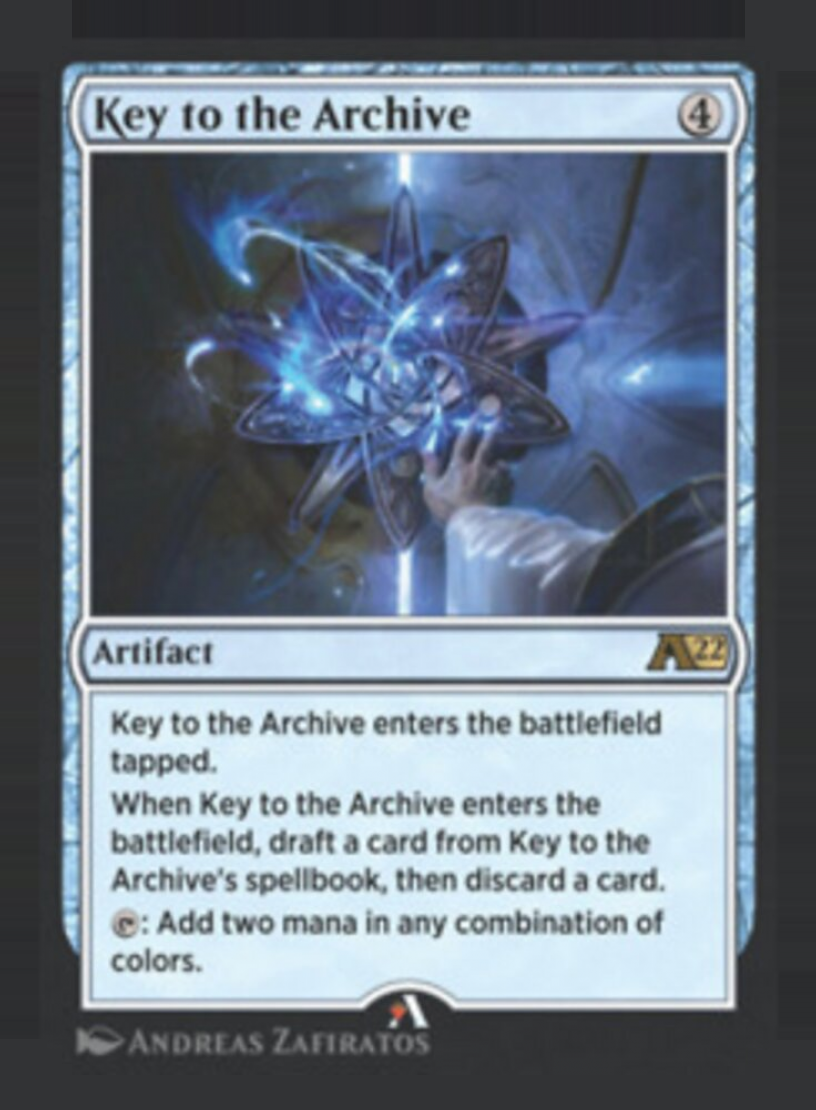 Key to the Archive 4
Artifact A22
Key to the Archive enters the battlefield
tapped.
When Key to the Archive enters the
battlefield, draft a card from Key to the
Archive's spellbook, then discard a card.
: Add two mana in any combination of
colors.
ANDREAS ZAFIRATOS